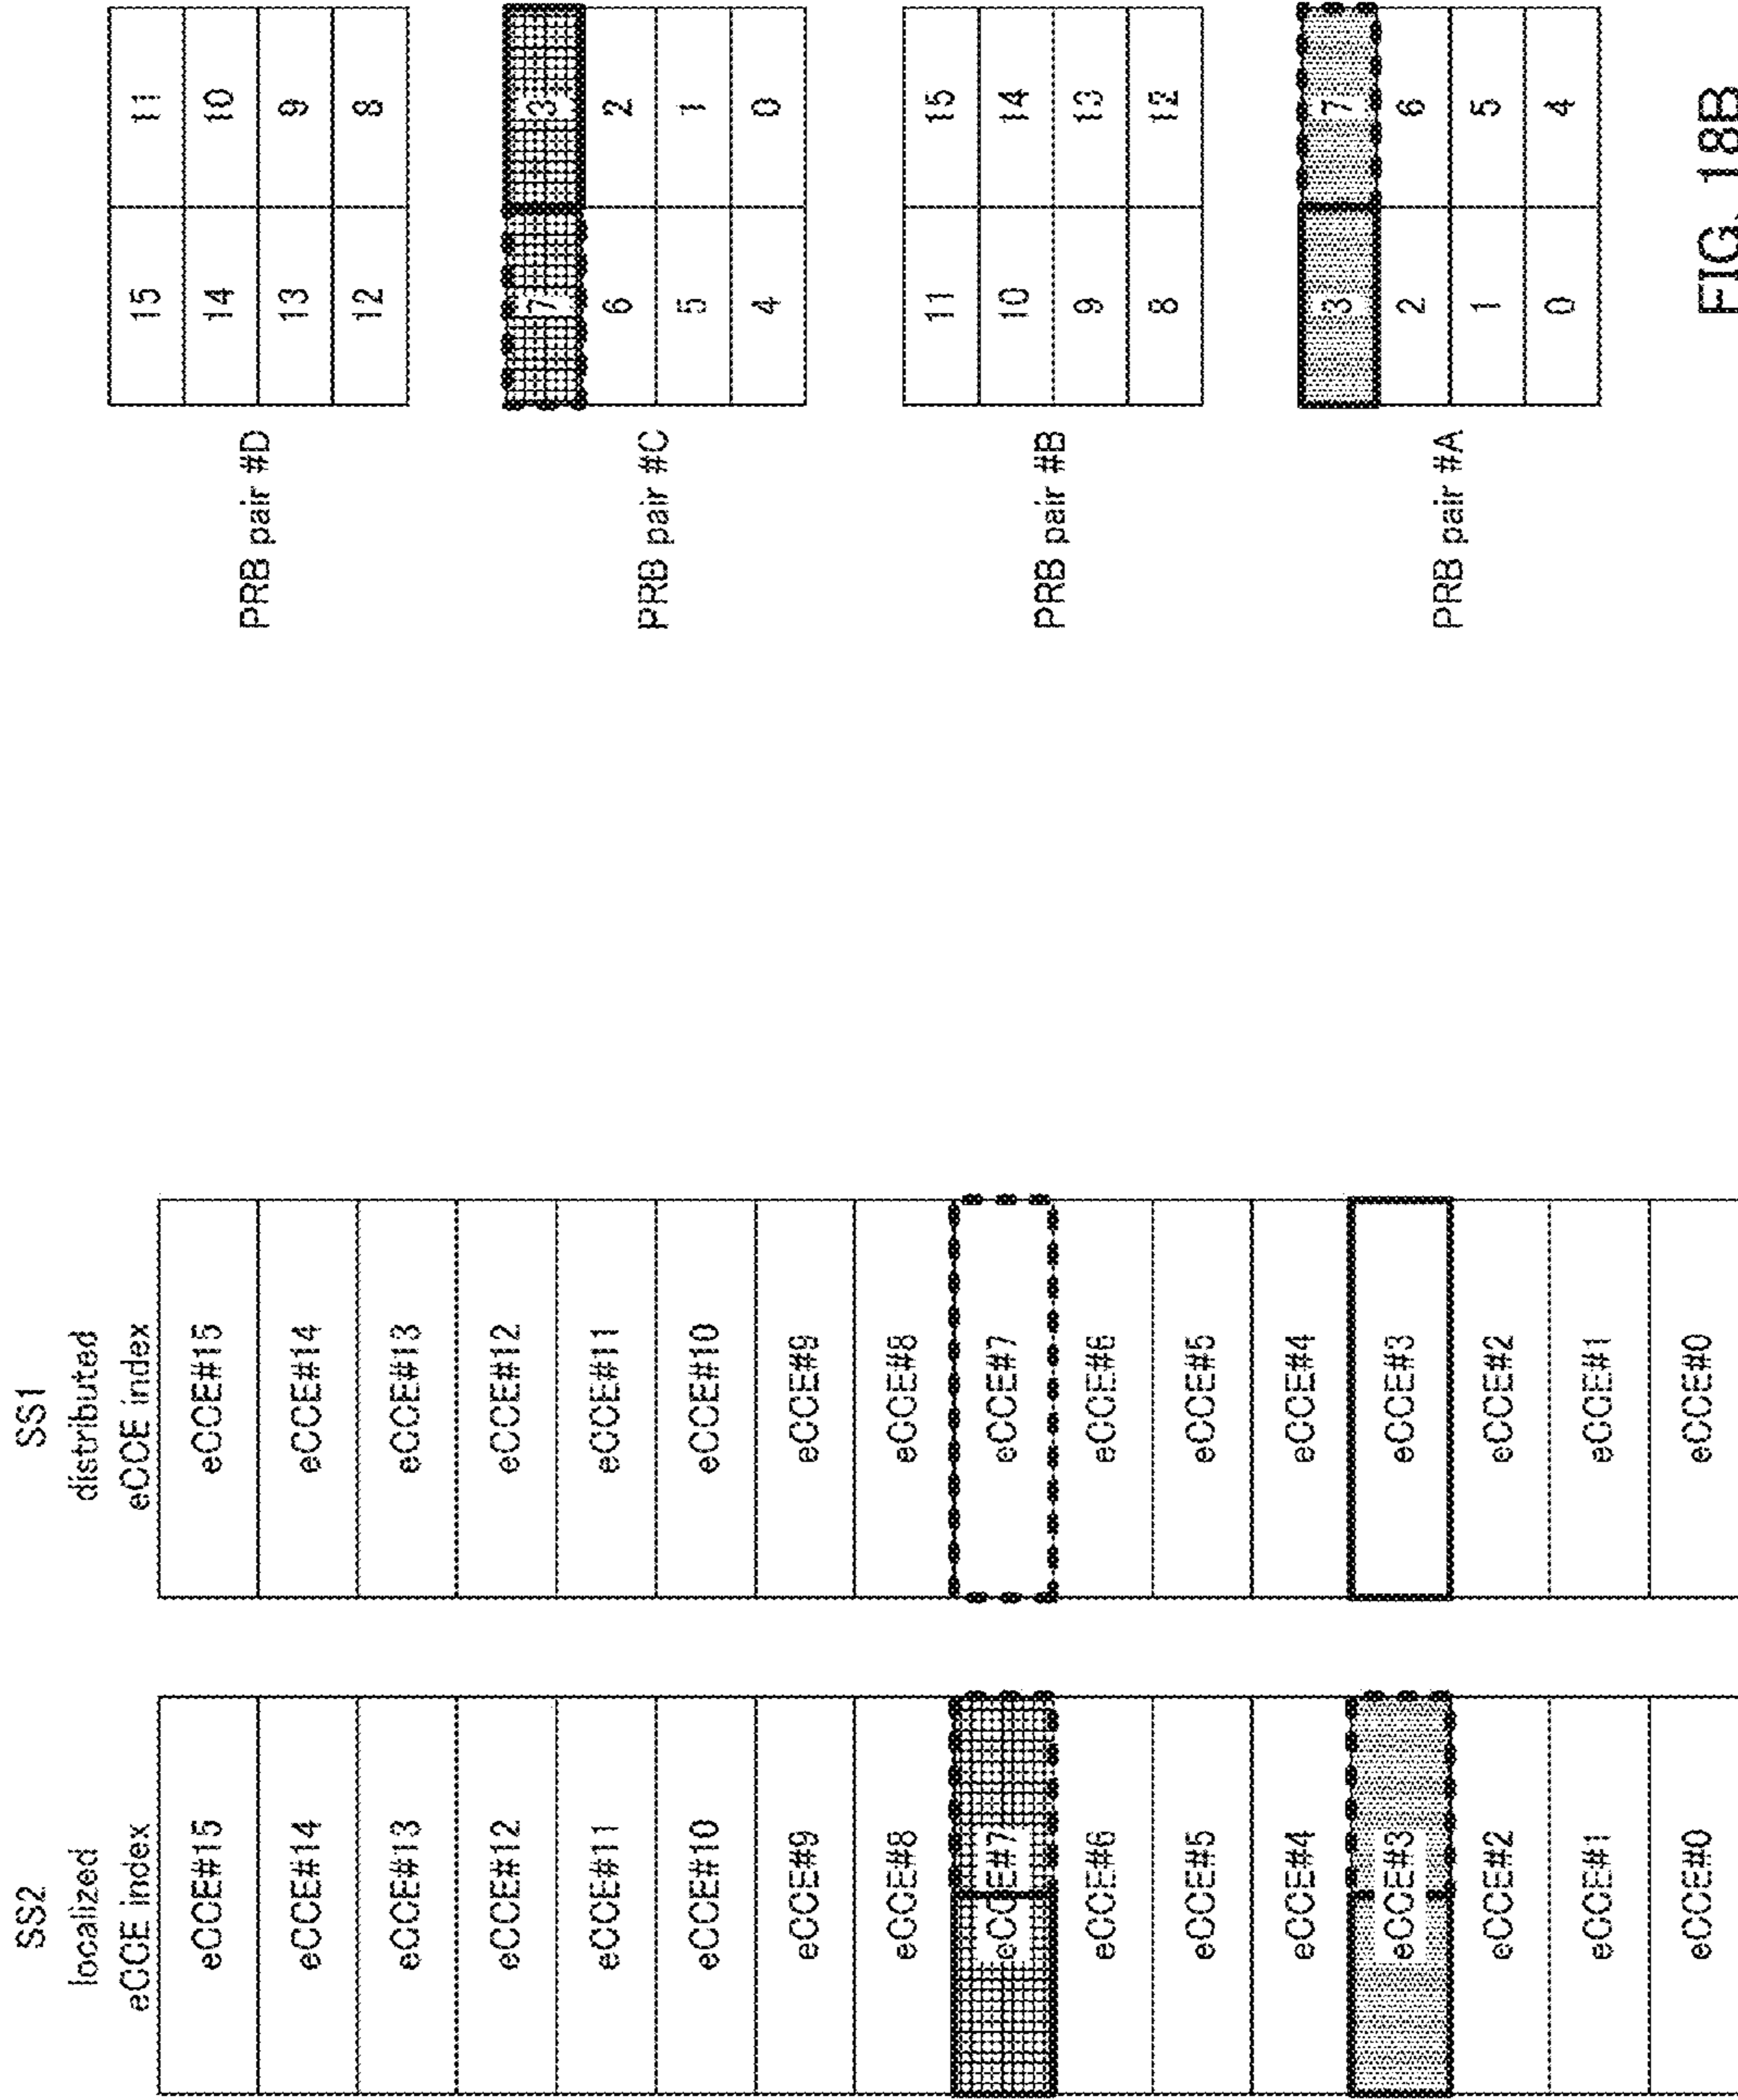 SS2
localized
eCCE index
eCCE#15
eCCE#14
eCCE#13
eCCE#12
eCCE#11
eCCE#10
eCCE#9
eCCE#8
eCCE#7
eCCE#6
eCCE#5
eCCE#4
eCCE#3
eCCE#2
eCCE#1
eCCE#0
SS1
distributed
eCCE index
eCCE#15
eCCE#14
eCCE#13
eCCE#12
eCCE#11
eCCE#10
eCCE#9
eCCE#8
eCCE#7
eCCE#6
eCCE#5
eCCE#4
eCCE#3
eCCE#2
eCCE#1
eCCE#0
PRB pair #D
15 11
14 10
13 9
12 8
PRB pair #C
7 3
6 2
5 1
4 0
PRB pair #B
11 15
10 14
9 13
8 12
PRB pair #A
3 7
2 6
1 5
0 4
FIG. 18B